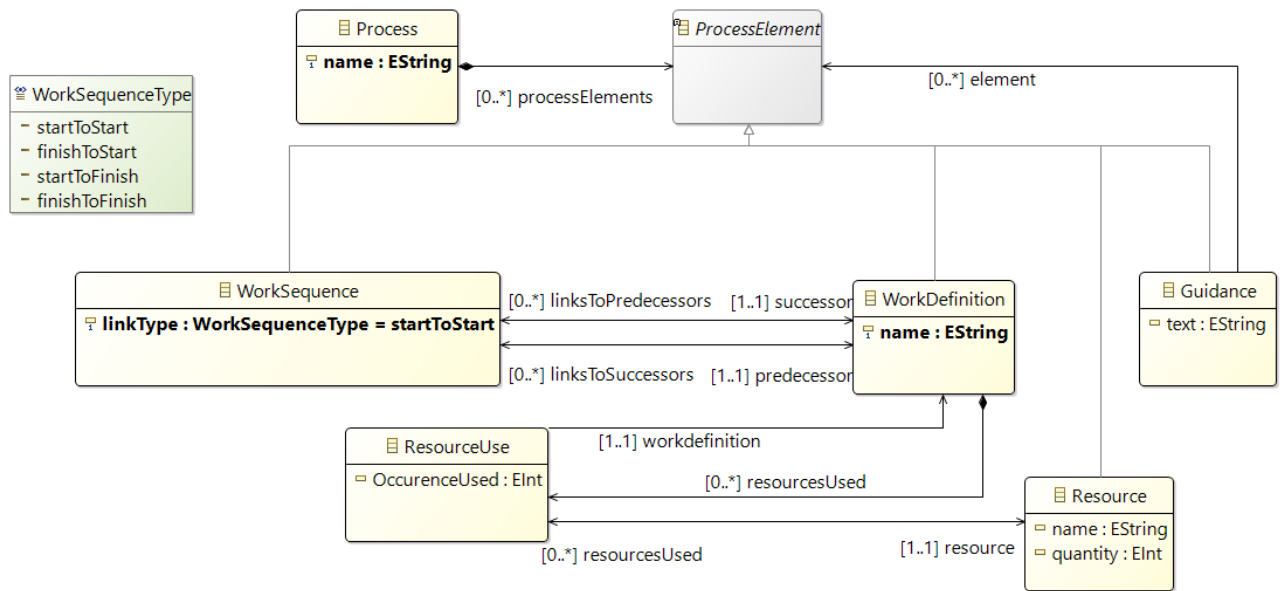 Process
name : EString
ProcessElement
[0..*] processElements
[0..*] element
WorkSequenceType
startToStart
finishToStart
startToFinish
finishToFinish
WorkSequence
linkType : WorkSequenceType = startToStart
[0..*] linksToPredecessors
[1..1] successor
[0..*] linksToSuccessors
[1..1] predecessor
WorkDefinition
name : EString
Guidance
text : EString
ResourceUse
OccurenceUsed : EInt
[1..1] workdefinition
[0..*] resourcesUsed
[0..*] resourcesUsed
[1..1] resource
Resource
name : EString
quantity : EInt